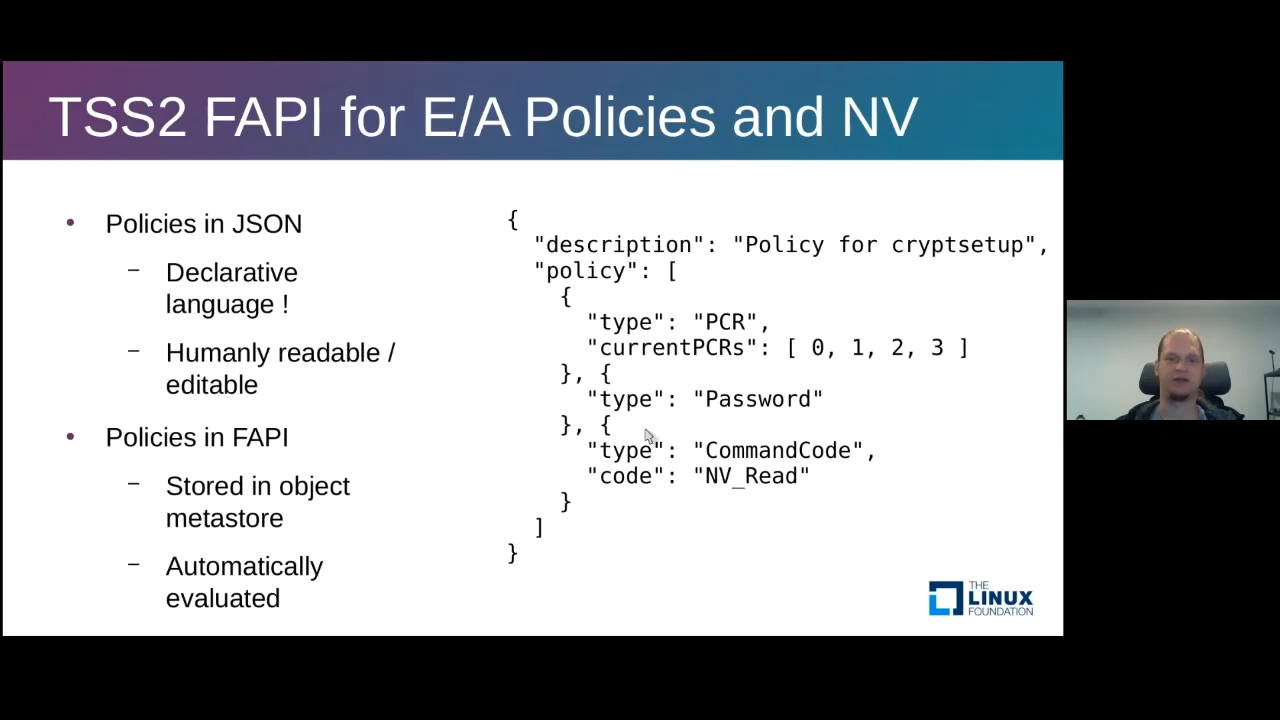 TSS2 FAPI for E/A Policies and NV
• Policies in JSON
– Declarative
language !
– Humanly readable /
editable
• Policies in FAPI
– Stored in object
metastore
– Automatically
evaluated
{
  "description": "Policy for cryptsetup",
  "policy": [
    {
      "type": "PCR",
      "currentPCRs": [ 0, 1, 2, 3 ]
    }, {
      "type": "Password"
    }, {
      "type": "CommandCode",
      "code": "NV_Read"
    }
  ]
}
THE
LINUX
FOUNDATION